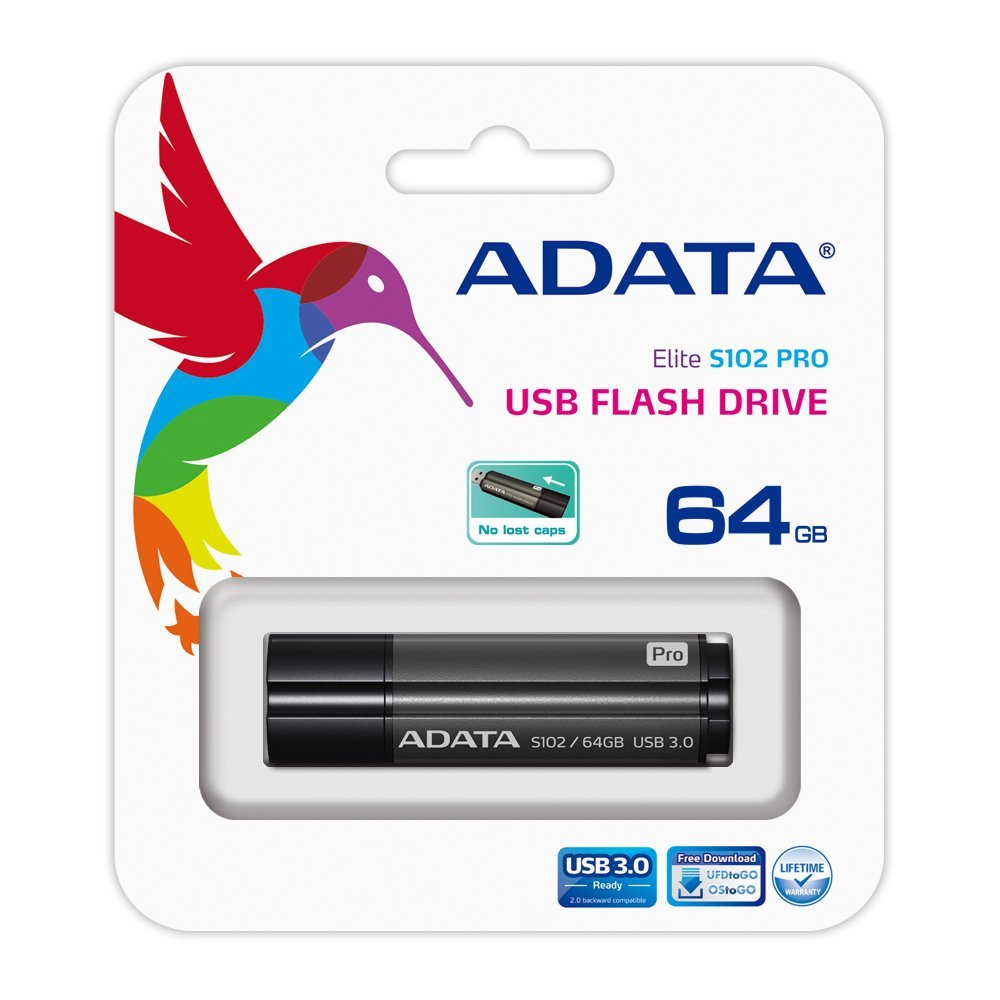 ADATA®
Elite S102 PRO
USB FLASH DRIVE
ADATA
No lost caps
64GB
Pro
ADATA S102 / 64GB USB 3.0
USB 3.0
Ready
2.0 backward compatible
Free Download
UFDtoGO
OStoGO
LIFETIME
WARRANTY